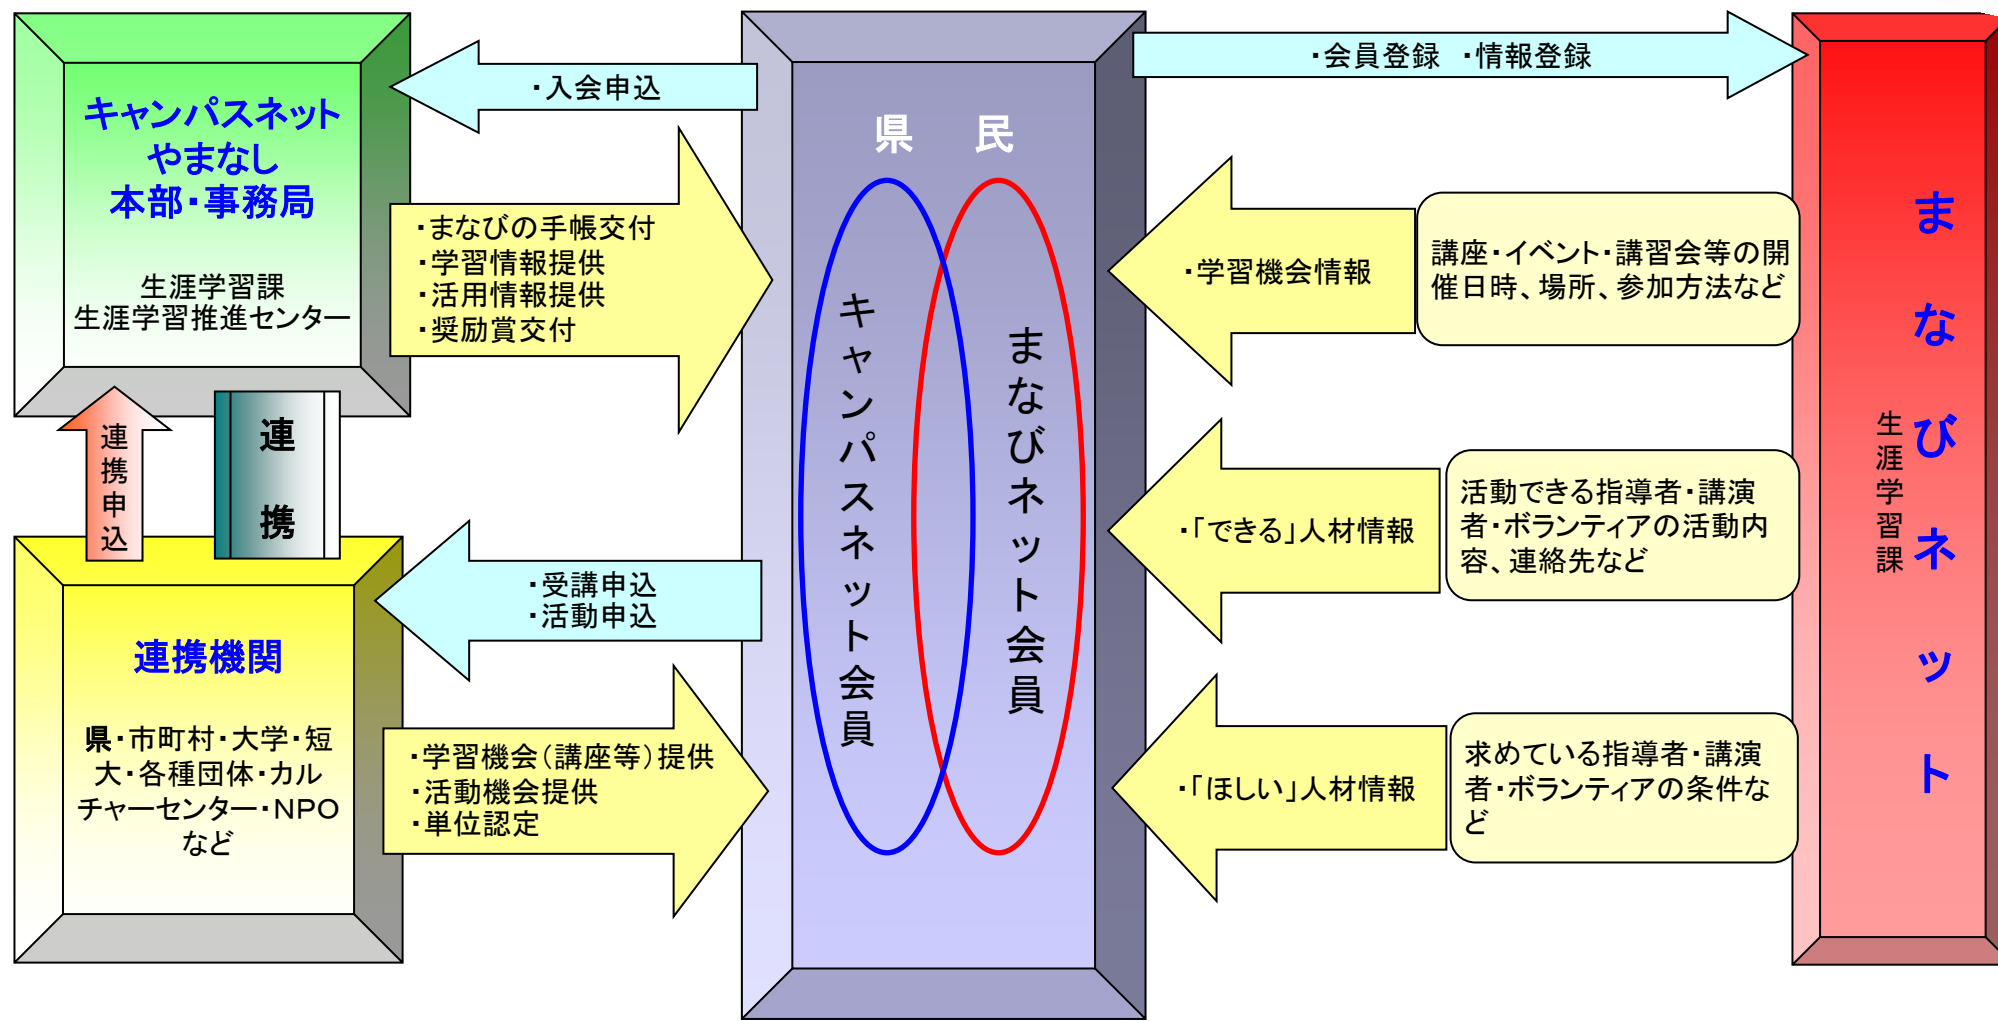 キャンパスネット
やまなし
本部・事務局
生涯学習課
生涯学習推進センター
・入会申込
・まなびの手帳交付
・学習情報提供
・活用情報提供
・奨励賞交付
連携申込
連携
連携機関
県・市町村・大学・短
大・各種団体・カル
チャーセンター・NPO
など
・受講申込
・活動申込
・学習機会(講座等)提供
・活動機会提供
・単位認定
県 民
キャンパスネット会員
まなびネット会員
・会員登録 ・情報登録
・学習機会情報
講座・イベント・講習会等の開
催日時、場所、参加方法など
・「できる」人材情報
活動できる指導者・講演
者・ボランティアの活動内
容、連絡先など
・「ほしい」人材情報
求めている指導者・講演
者・ボランティアの条件な
ど
まなびネット
生涯学習課